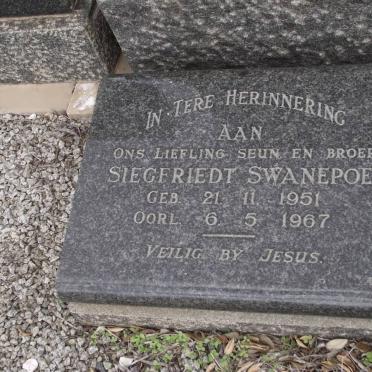 IN TERE HERINNERING
AAN
ONS LIEFLING SEUN EN BROER
SIEGFRIEDT SWANEPOE
GEB. 21. 11. 1951
OORL. 6. 5. 1967
VEILIG BY JESUS.